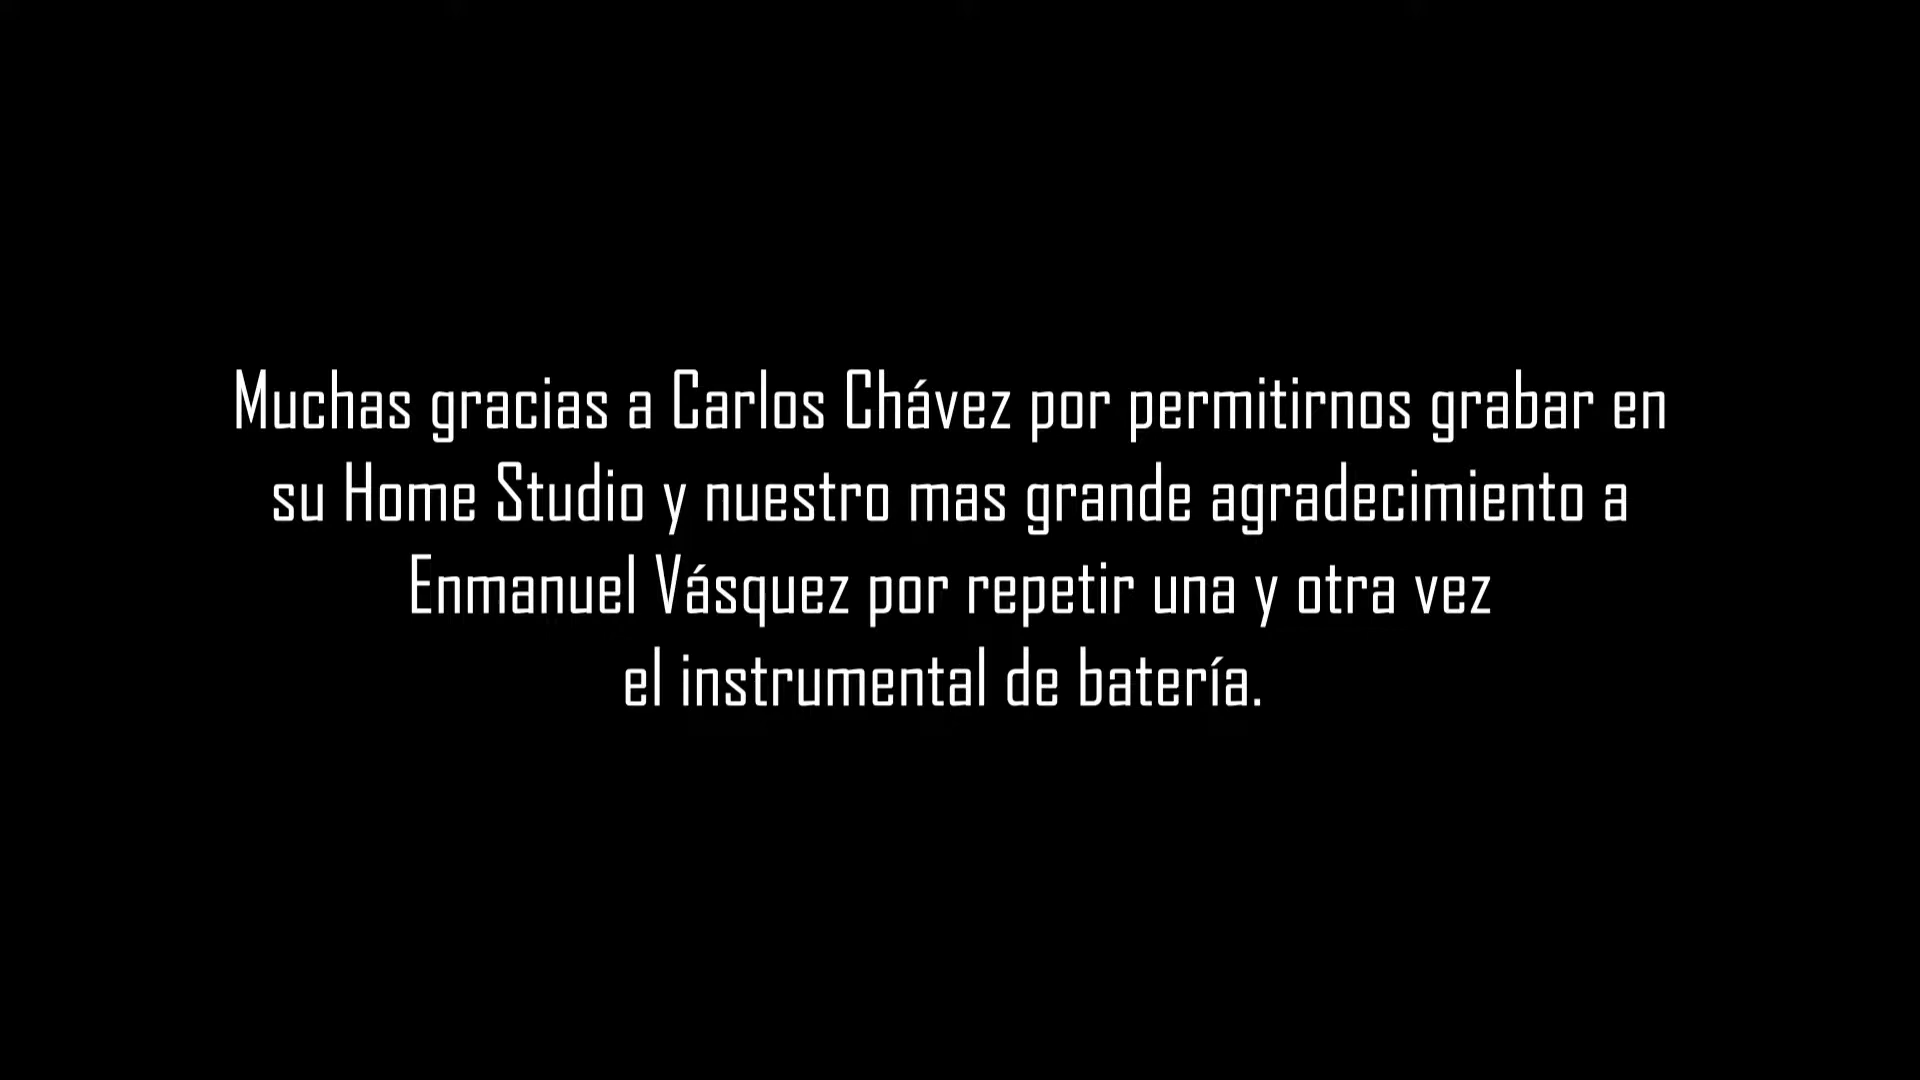 Muchas gracias a Carlos Chávez por permitirnos grabar en
su Home Studio y nuestro mas grande agradecimiento a
Enmanuel Vásquez por repetir una y otra vez
el instrumental de batería.